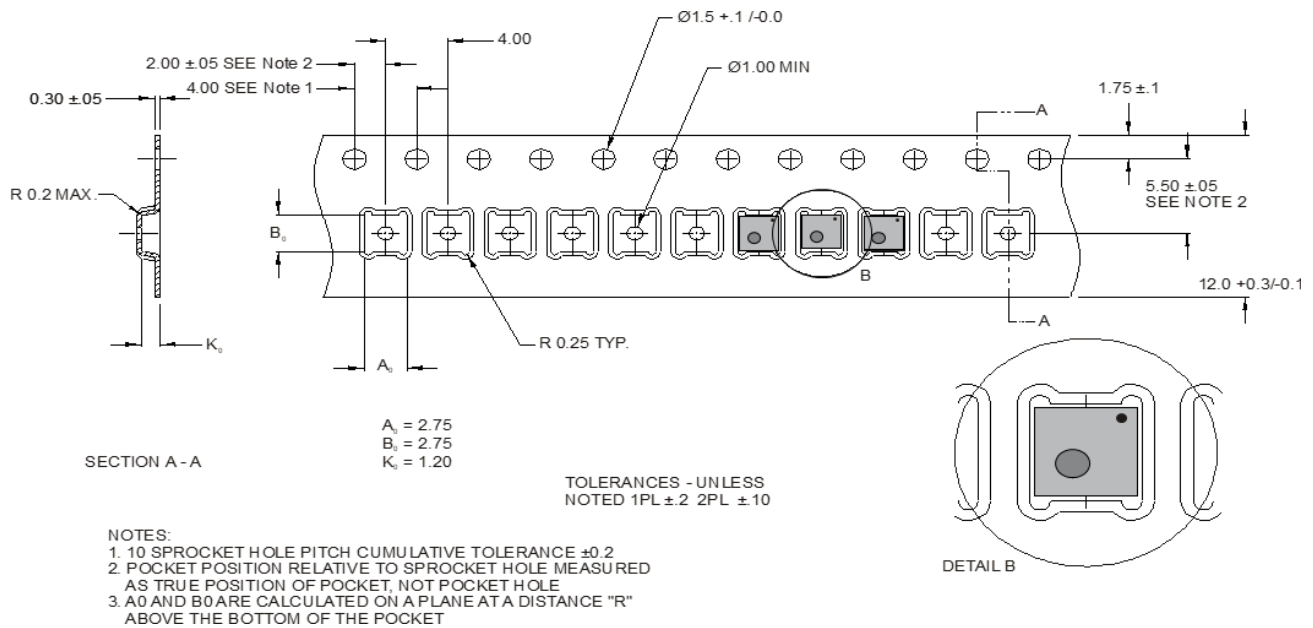 Ø1.5 +.1 /-0.0
4.00
2.00 ±.05 SEE Note 2
Ø1.00 MIN
4.00 SEE Note 1
0.30 ±.05
1.75 ±.1
A
R 0.2 MAX.
5.50 ±.05
SEE NOTE 2
B₀
B
12.0 +0.3/-0.1
A
K₀
R 0.25 TYP.
A₀
A₀ = 2.75
B₀ = 2.75
K₀ = 1.20
SECTION A - A
TOLERANCES - UNLESS
NOTED 1PL ±.2 2PL ±.10
NOTES:
1. 10 SPROCKET HOLE PITCH CUMULATIVE TOLERANCE ±0.2
2. POCKET POSITION RELATIVE TO SPROCKET HOLE MEASURED
AS TRUE POSITION OF POCKET, NOT POCKET HOLE
3. A0 AND B0 ARE CALCULATED ON A PLANE AT A DISTANCE "R"
ABOVE THE BOTTOM OF THE POCKET
DETAIL B